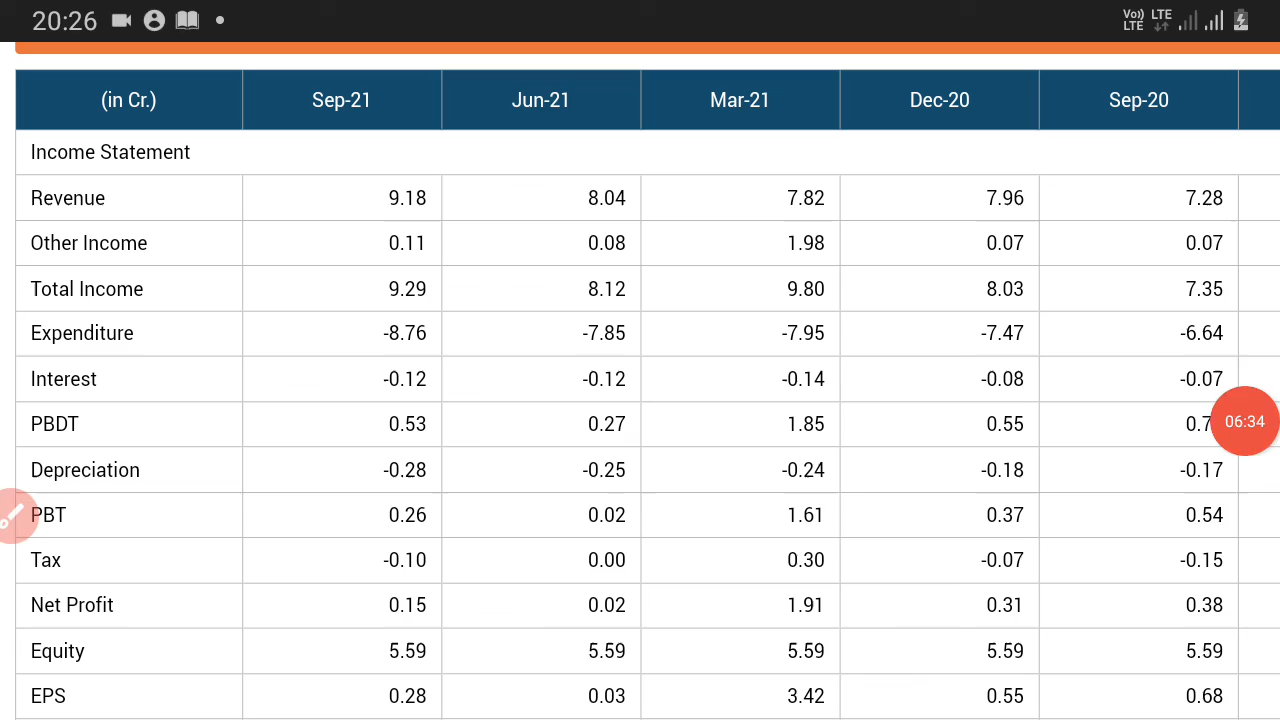 20:26 Vo)) LTE LTE
(in Cr.) Sep-21 Jun-21 Mar-21 Dec-20 Sep-20
Income Statement
Revenue 9.18 8.04 7.82 7.96 7.28
Other Income 0.11 0.08 1.98 0.07 0.07
Total Income 9.29 8.12 9.80 8.03 7.35
Expenditure -8.76 -7.85 -7.95 -7.47 -6.64
Interest -0.12 -0.12 -0.14 -0.08 -0.07
PBDT 0.53 0.27 1.85 0.55 06:34
Depreciation -0.28 -0.25 -0.24 -0.18 -0.17
PBT 0.26 0.02 1.61 0.37 0.54
Tax -0.10 0.00 0.30 -0.07 -0.15
Net Profit 0.15 0.02 1.91 0.31 0.38
Equity 5.59 5.59 5.59 5.59 5.59
EPS 0.28 0.03 3.42 0.55 0.68